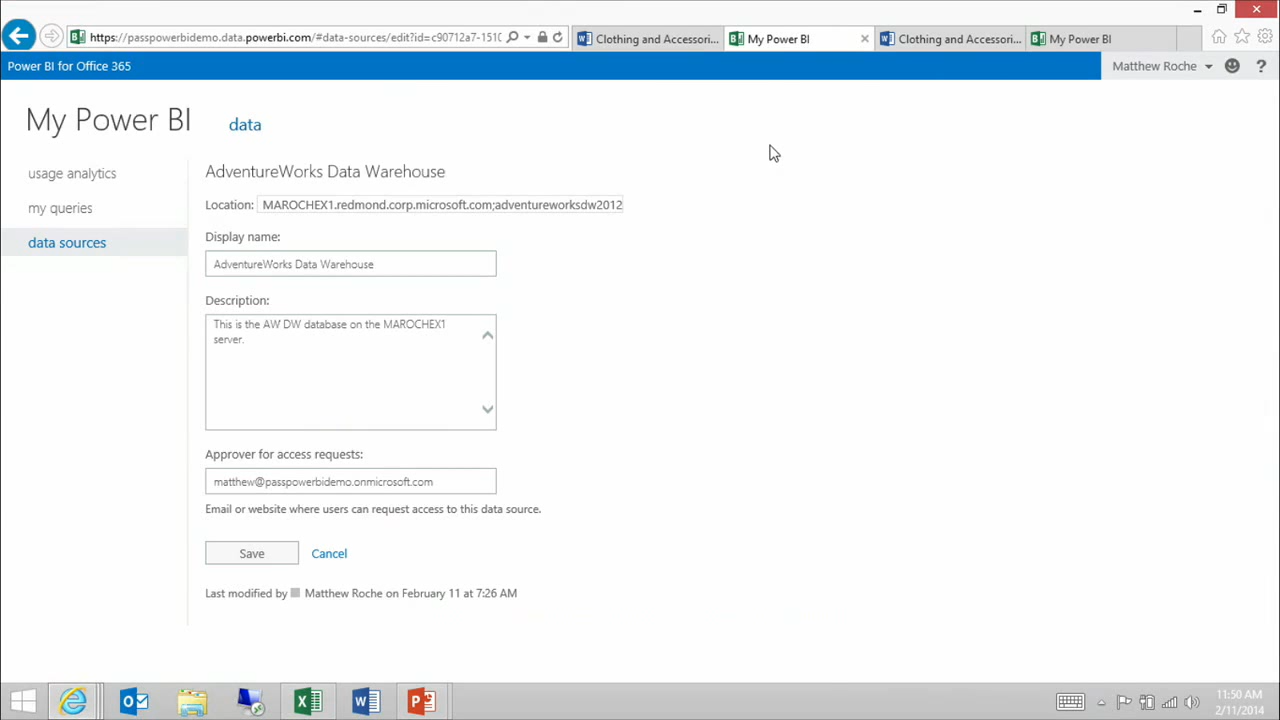 https://passpowerbidemo.data.powerbi.com/#data-sources/edit?id=c90712a7-151
Clothing and Accessori...
My Power BI
Clothing and Accessori...
My Power BI
Power BI for Office 365
Matthew Roche
?
My Power BI
data
usage analytics
my queries
data sources
AdventureWorks Data Warehouse
Location: MAROCHEX1.redmond.corp.microsoft.com;adventureworksdw2012
Display name:
AdventureWorks Data Warehouse
Description:
This is the AW DW database on the MAROCHEX1
server.
Approver for access requests:
matthew@passpowerbidemo.onmicrosoft.com
Email or website where users can request access to this data source.
Save
Cancel
Last modified by Matthew Roche on February 11 at 7:26 AM
11:50 AM
2/11/2014